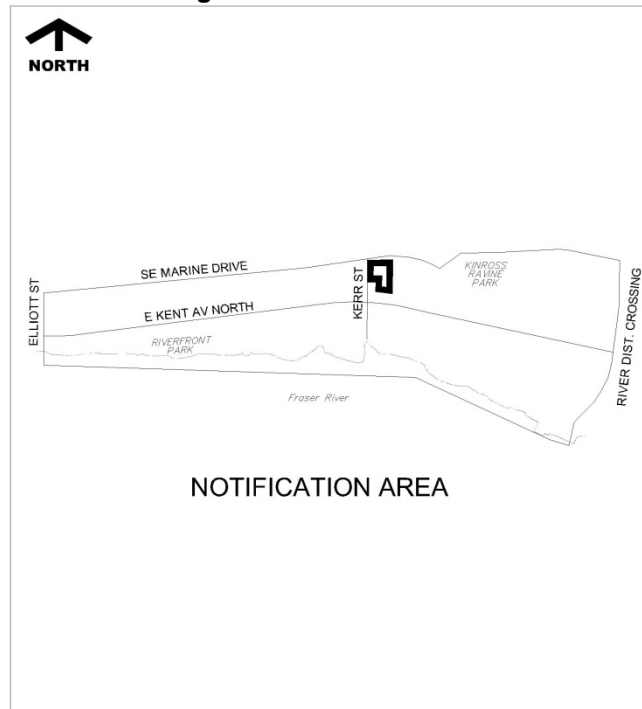 NORTH
SE MARINE DRIVE
KINROSS
RAVINE
PARK
ELLIOTT ST
KERR ST
E KENT AV NORTH
RIVER DIST. CROSSING
RIVERFRONT
PARK
Fraser River
NOTIFICATION AREA